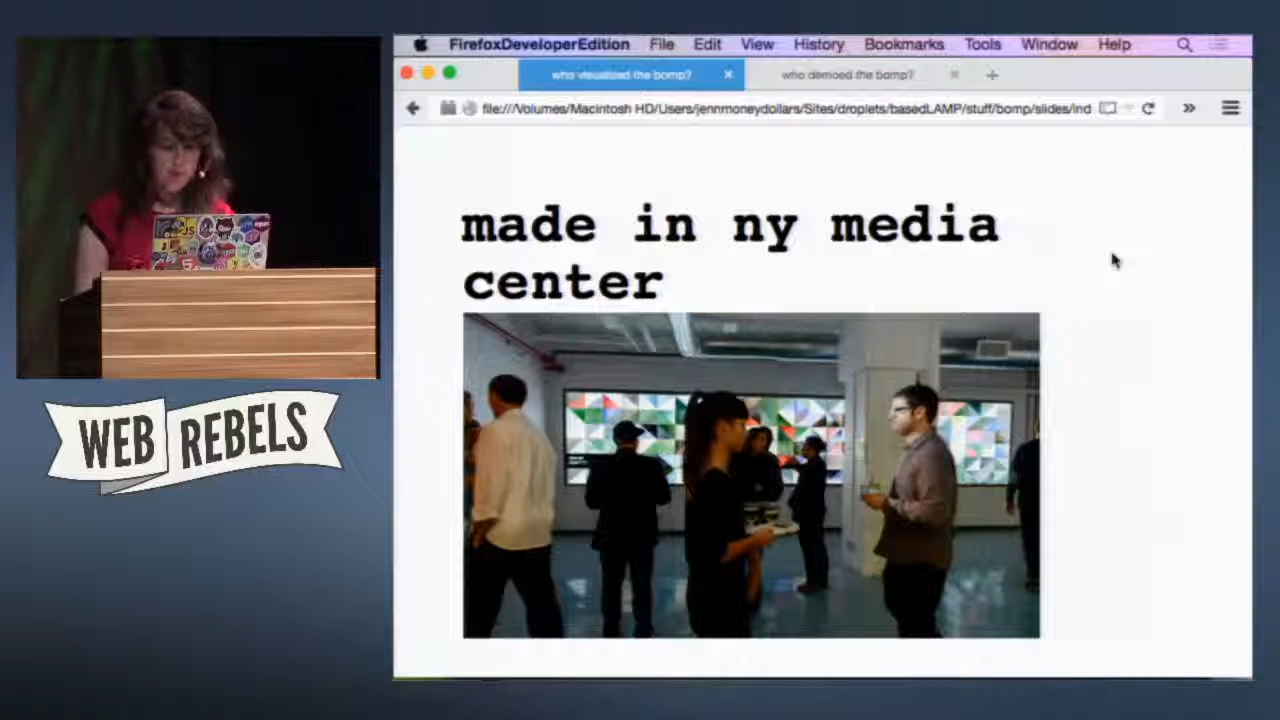 FirefoxDeveloperEdition File Edit View History Bookmarks Tools Window Help
who visualized the bomp? who demoed the bomp?
file:///Volumes/Macintosh HD/Users/jennmoneydollars/Sites/droplets/basedLAMP/stuff/bomp/slides/ind
made in ny media
center
WEB REBELS
JS